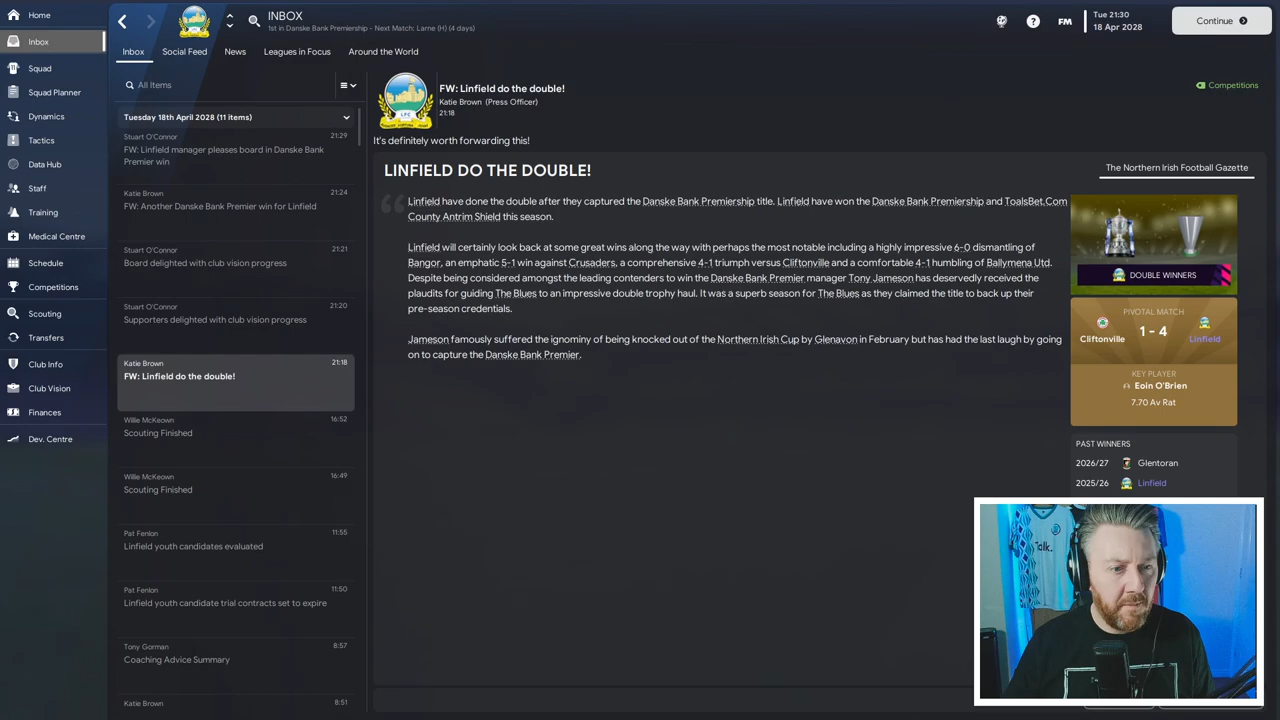 Home
Inbox
Squad
Squad Planner
Dynamics
Tactics
Data Hub
Staff
Training
Medical Centre
Schedule
Competitions
Scouting
Transfers
Club Info
Club Vision
Finances
Dev. Centre
INBOX
1st in Danske Bank Premiership - Next Match: Larne (H) (4 days)
FM
Tue 21:30
18 Apr 2028
Continue
Inbox
Social Feed
News
Leagues in Focus
Around the World
All Items
Tuesday 18th April 2028 (11 items)
Stuart O'Connor 21:29
FW: Linfield manager pleases board in Danske Bank
Premier win
Katie Brown 21:24
FW: Another Danske Bank Premier win for Linfield
Stuart O'Connor 21:21
Board delighted with club vision progress
Stuart O'Connor 21:20
Supporters delighted with club vision progress
Katie Brown 21:18
FW: Linfield do the double!
Willie McKeown 16:52
Scouting Finished
Willie McKeown 16:49
Scouting Finished
Pat Fenlon 11:55
Linfield youth candidates evaluated
Pat Fenlon 11:50
Linfield youth candidate trial contracts set to expire
Tony Gorman 8:57
Coaching Advice Summary
Katie Brown 8:51
FW: Linfield do the double!
Katie Brown (Press Officer)
21:18
Competitions
It's definitely worth forwarding this!
LINFIELD DO THE DOUBLE!
The Northern Irish Football Gazette
Linfield have done the double after they captured the Danske Bank Premiership title. Linfield have won the Danske Bank Premiership and ToalsBet.Com
County Antrim Shield this season.
Linfield will certainly look back at some great wins along the way with perhaps the most notable including a highly impressive 6-0 dismantling of
Bangor, an emphatic 5-1 win against Crusaders, a comprehensive 4-1 triumph versus Cliftonville and a comfortable 4-1 humbling of Ballymena Utd.
Despite being considered amongst the leading contenders to win the Danske Bank Premier manager Tony Jameson has deservedly received the
plaudits for guiding The Blues to an impressive double trophy haul. It was a superb season for The Blues as they claimed the title to back up their
pre-season credentials.
Jameson famously suffered the ignominy of being knocked out of the Northern Irish Cup by Glenavon in February but has had the last laugh by going
on to capture the Danske Bank Premier.
DOUBLE WINNERS
PIVOTAL MATCH
1 - 4
Cliftonville Linfield
KEY PLAYER
Eoin O'Brien
7.70 Av Rat
PAST WINNERS
2026/27 Glentoran
2025/26 Linfield
Talk.